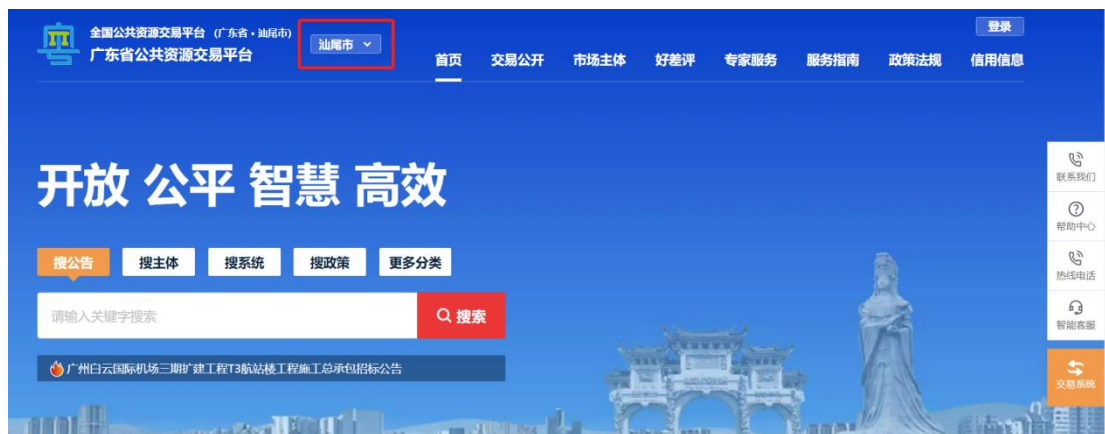 全国公共资源交易平台 (广东省·汕尾市)
广东省公共资源交易平台
汕尾市
登录
首页 交易公开 市场主体 好差评 专家服务 服务指南 政策法规 信用信息
开放 公平 智慧 高效
搜公告 搜主体 搜系统 搜政策 更多分类
请输入关键字搜索 搜索
广州白云国际机场三期扩建工程T3航站楼工程施工总承包招标公告
联系我们
帮助中心
热线电话
智能客服
交易系统